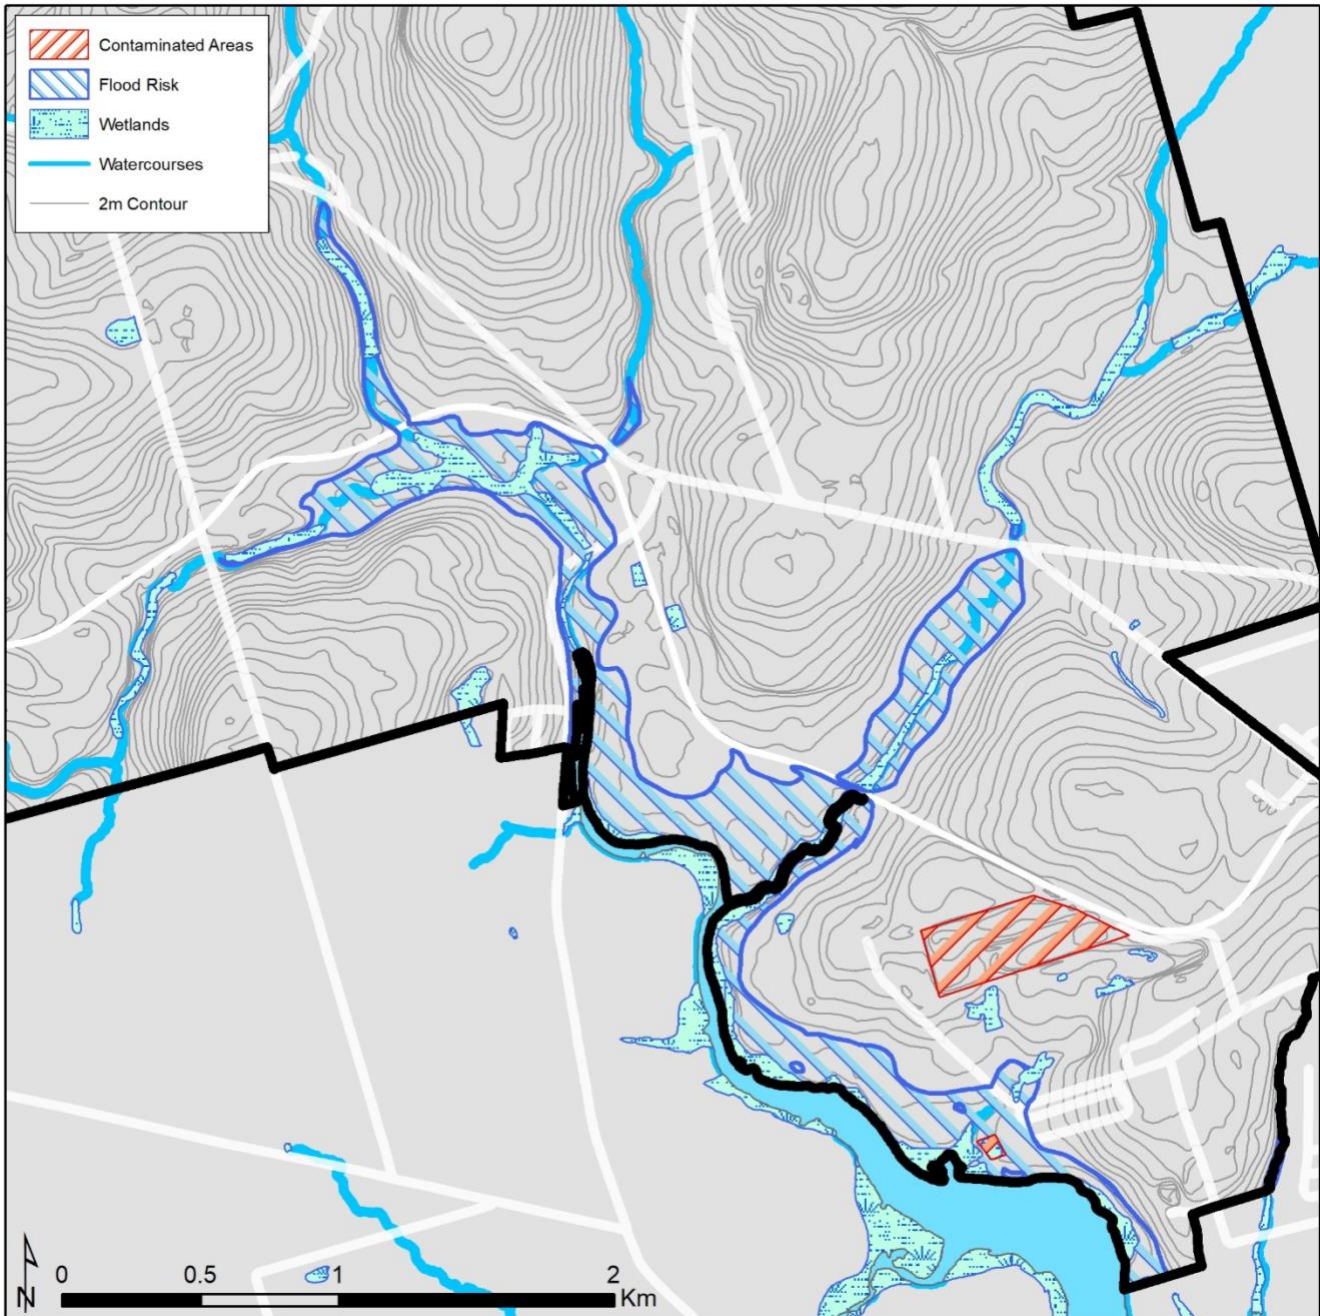 Contaminated Areas
Flood Risk
Wetlands
Watercourses
2m Contour
N
0 0.5 1 2
Km